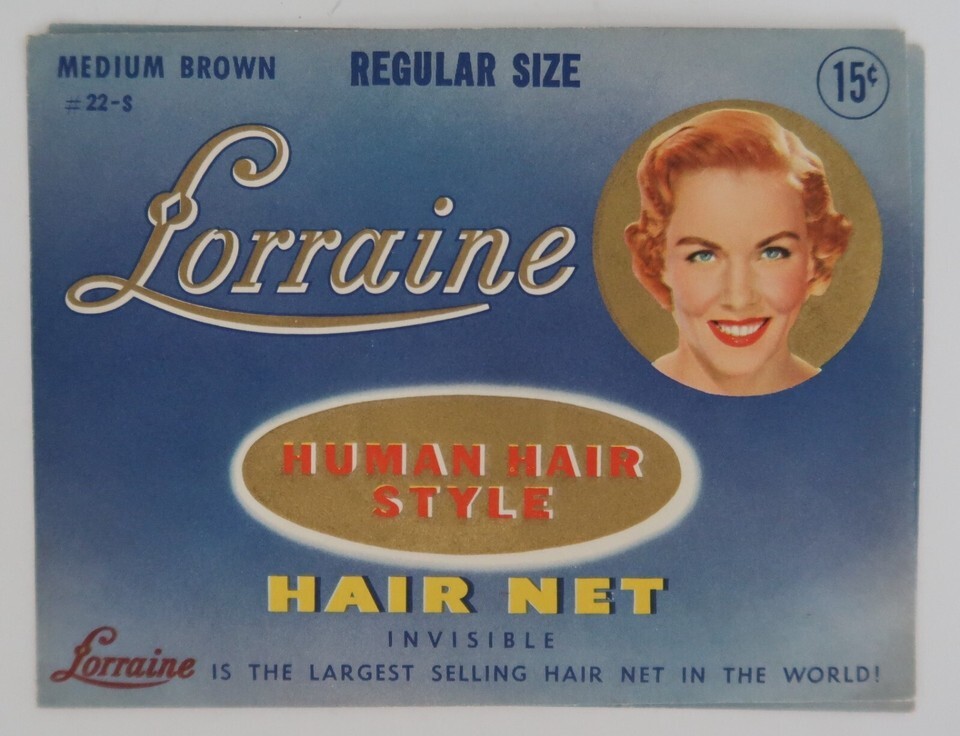 MEDIUM BROWN
REGULAR SIZE
15¢
#22-S
Lorraine
HUMAN HAIR
STYLE
HAIR NET
INVISIBLE
Lorraine IS THE LARGEST SELLING HAIR NET IN THE WORLD!